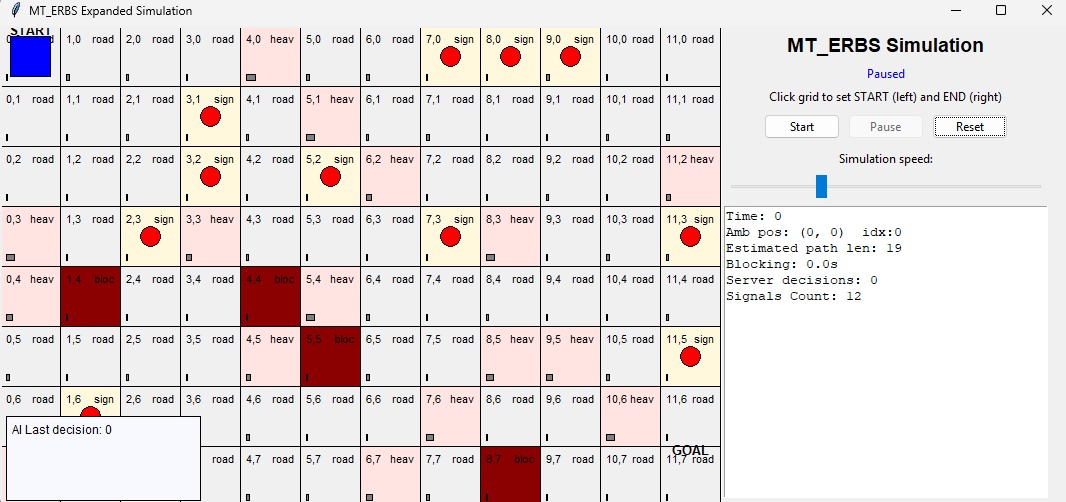 MT_ERBS Expanded Simulation
START
1,0 road 2,0 road 3,0 road 4,0 heav 5,0 road 6,0 road 7,0 sign 8,0 sign 9,0 sign 10,0 road 11,0 road
0,1 road 1,1 road 2,1 road 3,1 sign 4,1 road 5,1 heav 6,1 road 7,1 road 8,1 road 9,1 road 10,1 road 11,1 road
0,2 road 1,2 road 2,2 road 3,2 sign 4,2 road 5,2 sign 6,2 heav 7,2 road 8,2 road 9,2 road 10,2 road 11,2 heav
0,3 heav 1,3 road 2,3 sign 3,3 heav 4,3 road 5,3 road 6,3 road 7,3 sign 8,3 heav 9,3 road 10,3 road 11,3 sign
0,4 heav 1,4 bloc 2,4 road 3,4 road 4,4 bloc 5,4 heav 6,4 road 7,4 road 8,4 road 9,4 road 10,4 road 11,4 road
0,5 road 1,5 road 2,5 road 3,5 road 4,5 heav 5,5 bloc 6,5 road 7,5 road 8,5 heav 9,5 heav 10,5 road 11,5 sign
0,6 road 1,6 sign 2,6 road 3,6 road 4,6 road 5,6 road 6,6 road 7,6 heav 8,6 road 9,6 road 10,6 heav 11,6 road
AI Last decision: 0
GOAL
road 4,7 road 5,7 road 6,7 heav 7,7 road 8,7 bloc 9,7 road 10,7 road 11,7 road
MT_ERBS Simulation
Paused
Click grid to set START (left) and END (right)
Start Pause Reset
Simulation speed:
Time: 0
Amb pos: (0, 0) idx:0
Estimated path len: 19
Blocking: 0.0s
Server decisions: 0
Signals Count: 12